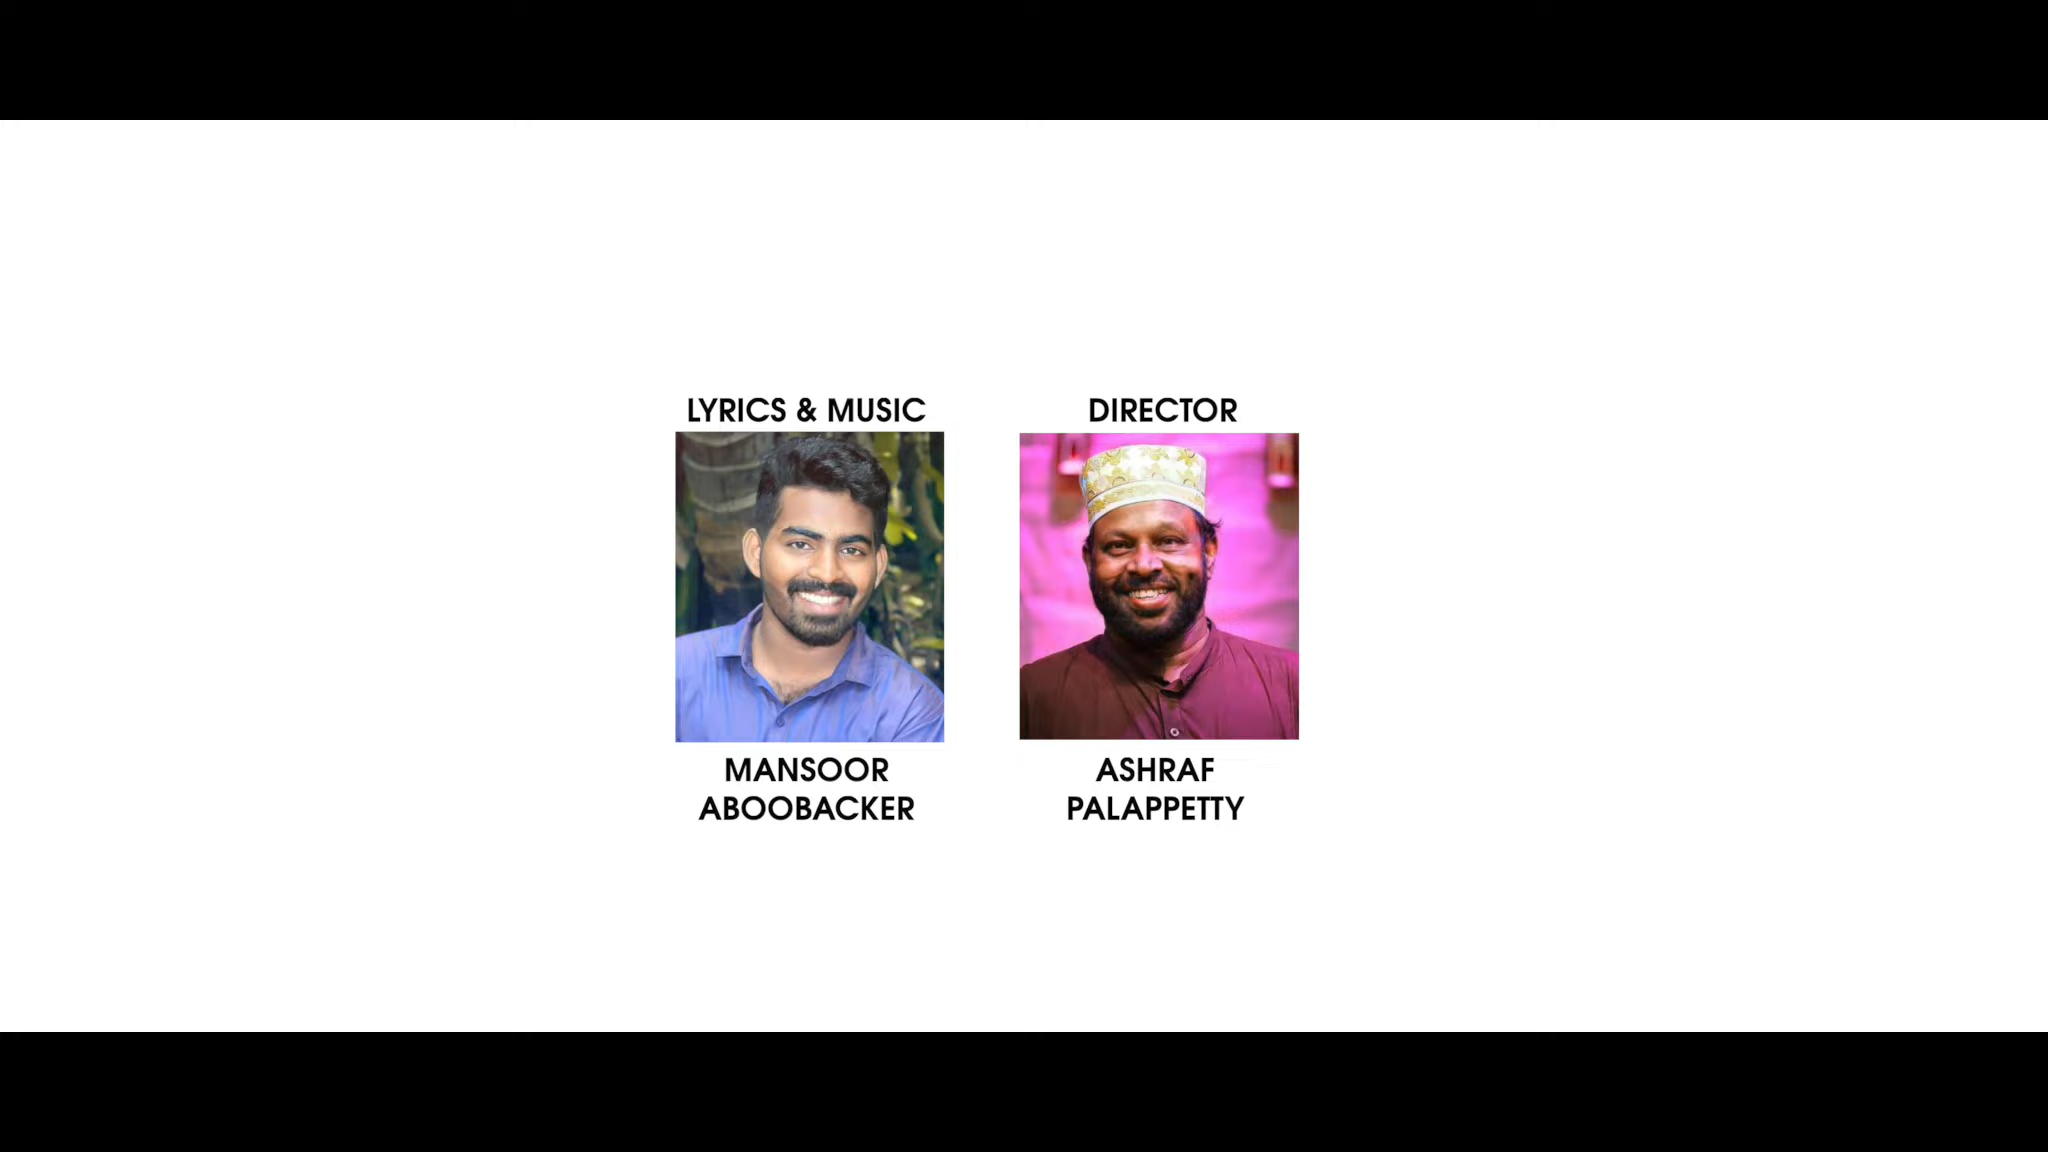 LYRICS & MUSIC
MANSOOR
ABOOBACKER
DIRECTOR
ASHRAF
PALAPPETTY